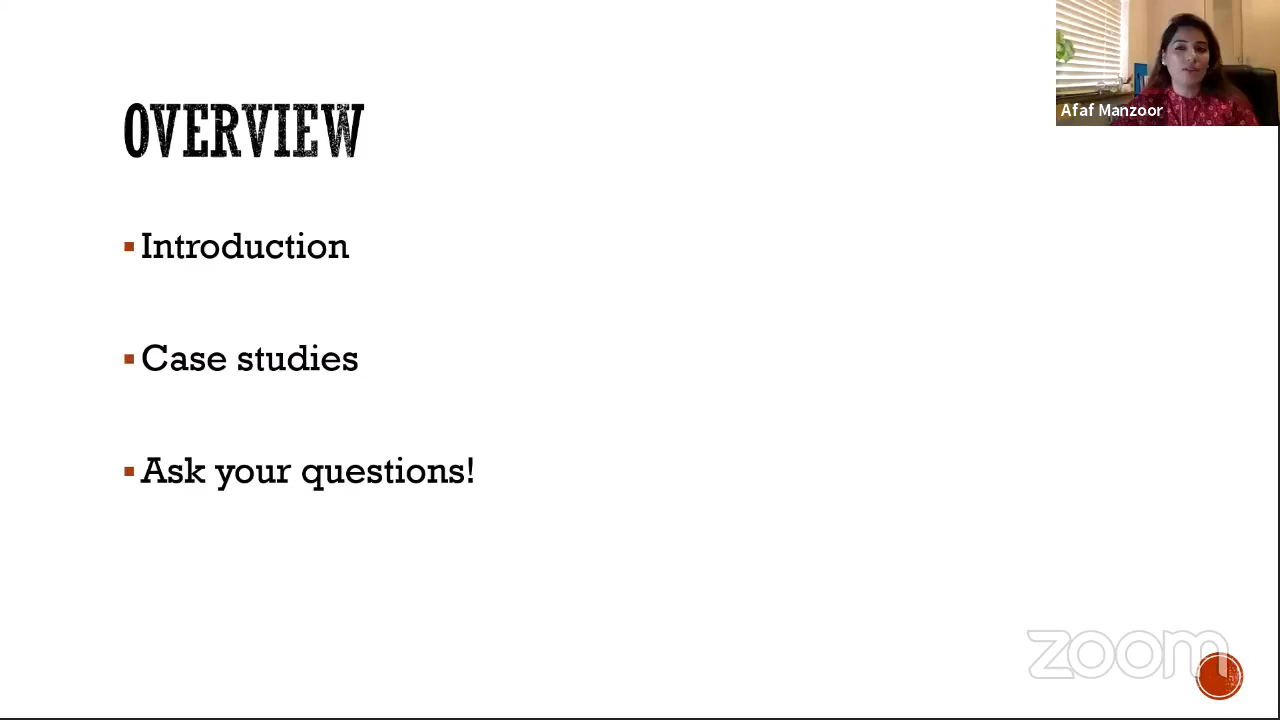 Afaf Manzoor
OVERVIEW
Introduction
Case studies
Ask your questions!
zoom